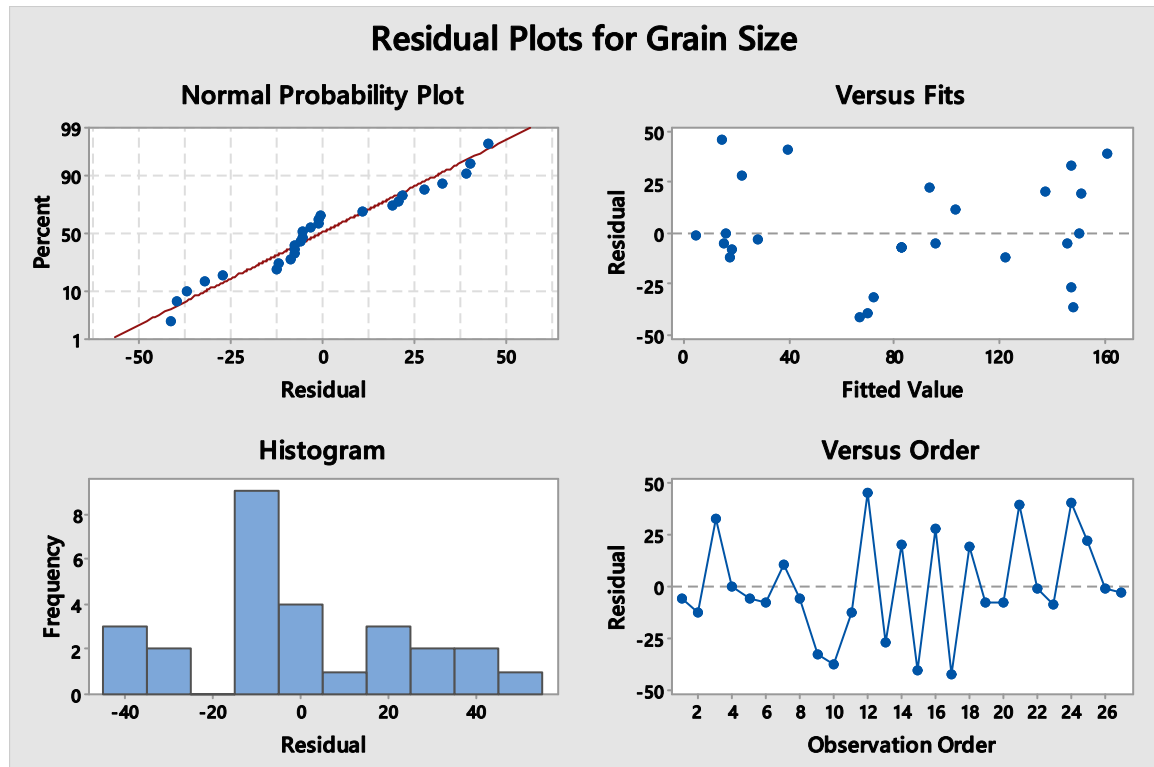 Residual Plots for Grain Size
Normal Probability Plot
99
90
50
10
1
Percent
-50 -25 0 25 50
Residual
Versus Fits
50
25
0
-25
-50
Residual
0 40 80 120 160
Fitted Value
Histogram
8
6
4
2
0
Frequency
-40 -20 0 20 40
Residual
Versus Order
50
25
0
-25
-50
Residual
2 4 6 8 10 12 14 16 18 20 22 24 26
Observation Order